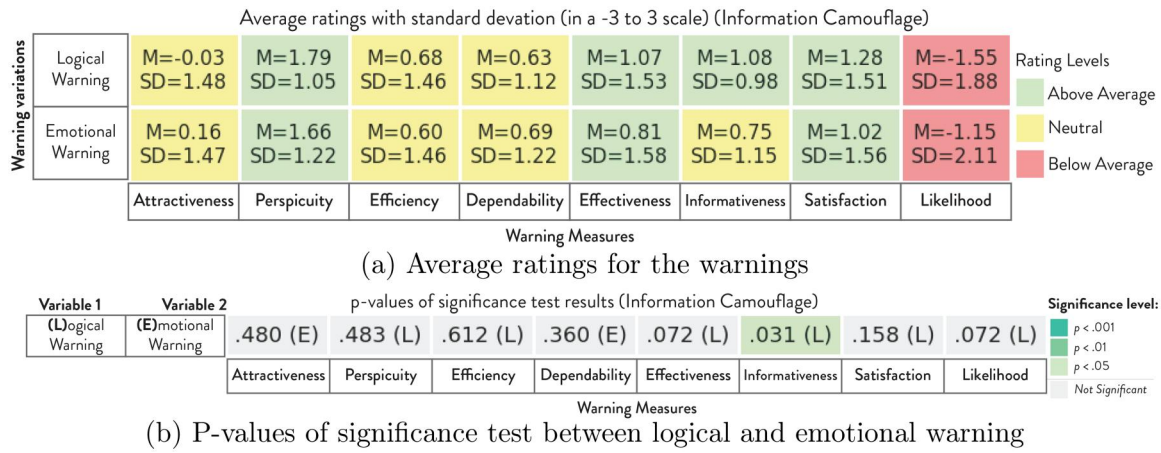 Average ratings with standard devation (in a -3 to 3 scale) (Information Camouflage)
Warning variations
Logical Warning
M=-0.03 M=1.79 M=0.68 M=0.63 M=1.07 M=1.08 M=1.28 M=-1.55
SD=1.48 SD=1.05 SD=1.46 SD=1.12 SD=1.53 SD=0.98 SD=1.51 SD=1.88
Emotional Warning
M=0.16 M=1.66 M=0.60 M=0.69 M=0.81 M=0.75 M=1.02 M=-1.15
SD=1.47 SD=1.22 SD=1.46 SD=1.22 SD=1.58 SD=1.15 SD=1.56 SD=2.11
Rating Levels
Above Average
Neutral
Below Average
Attractiveness Perspicuity Efficiency Dependability Effectiveness Informativeness Satisfaction Likelihood
Warning Measures
(a) Average ratings for the warnings
Variable 1 Variable 2 p-values of significance test results (Information Camouflage)
(L)ogical Warning (E)motional Warning .480 (E) .483 (L) .612 (L) .360 (E) .072 (L) .031 (L) .158 (L) .072 (L)
Significance level:
p < .001
p < .01
p < .05
Not Significant
Attractiveness Perspicuity Efficiency Dependability Effectiveness Informativeness Satisfaction Likelihood
Warning Measures
(b) P-values of significance test between logical and emotional warning